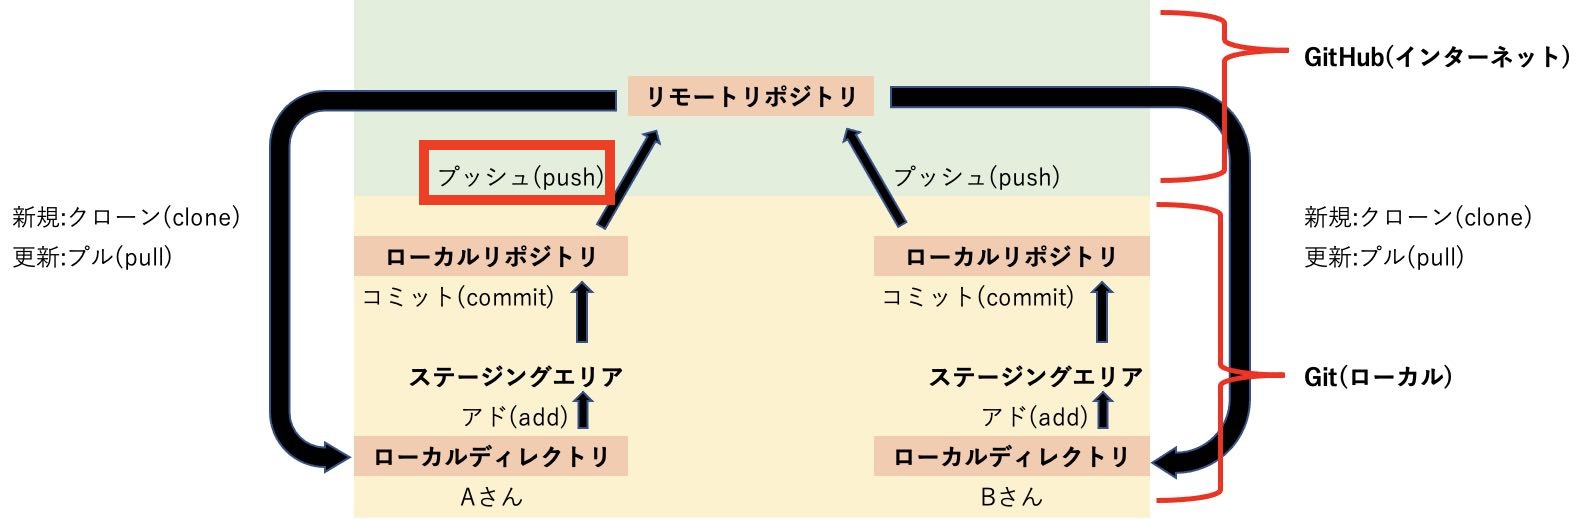 GitHub(インターネット)
リモートリポジトリ
プッシュ(push)
プッシュ(push)
新規:クローン(clone)
更新:プル(pull)
新規:クローン(clone)
更新:プル(pull)
ローカルリポジトリ
ローカルリポジトリ
コミット(commit)
コミット(commit)
ステージングエリア
ステージングエリア
Git(ローカル)
アド(add)
アド(add)
ローカルディレクトリ
ローカルディレクトリ
Aさん
Bさん